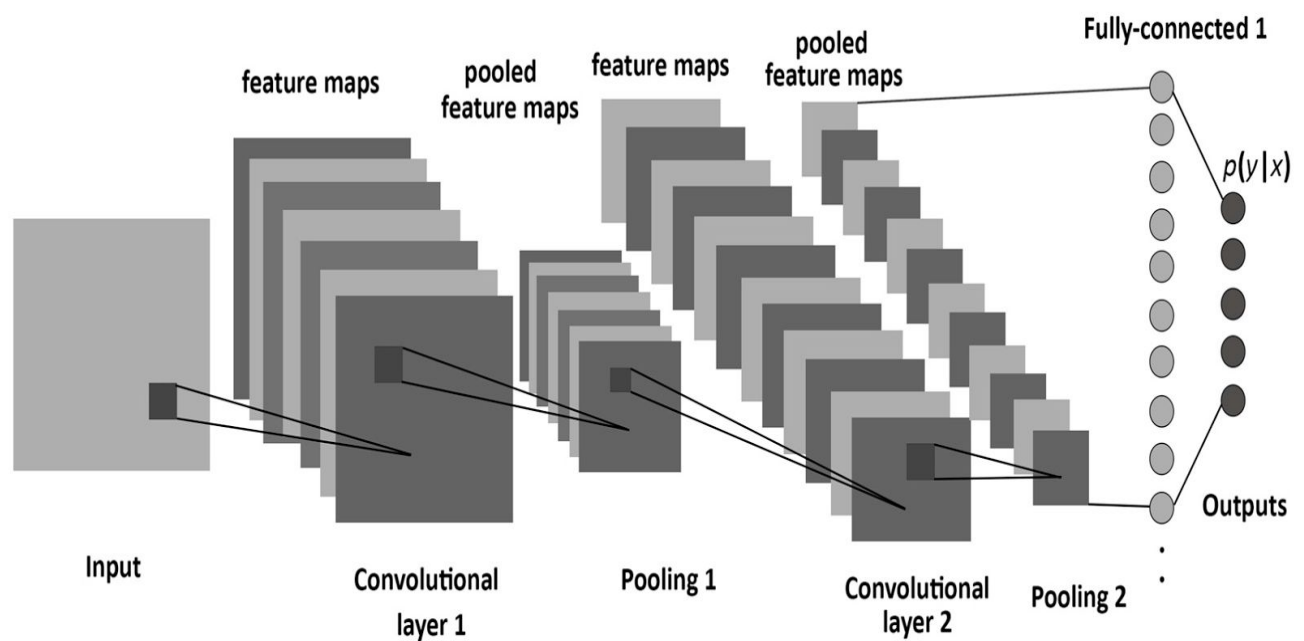 feature maps
pooled
feature maps
feature maps
pooled
feature maps
Fully-connected 1
p(y|x)
Outputs
Input
Convolutional
layer 1
Pooling 1
Convolutional
layer 2
Pooling 2